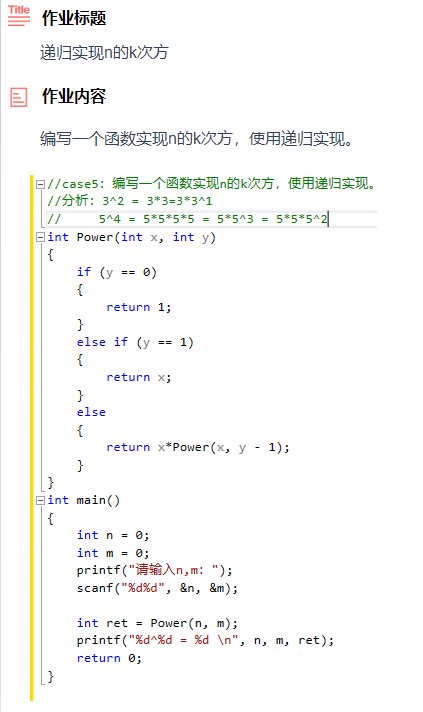 Title 作业标题
递归实现n的k次方
作业内容
编写一个函数实现n的k次方，使用递归实现。
//case5：编写一个函数实现n的k次方，使用递归实现。
//分析：3^2 = 3*3=3*3^1
//     5^4 = 5*5*5*5 = 5*5^3 = 5*5*5^2
int Power(int x, int y)
{
    if (y == 0)
    {
        return 1;
    }
    else if (y == 1)
    {
        return x;
    }
    else
    {
        return x*Power(x, y - 1);
    }
}
int main()
{
    int n = 0;
    int m = 0;
    printf("请输入n,m：");
    scanf("%d%d", &n, &m);
    int ret = Power(n, m);
    printf("%d^%d = %d \n", n, m, ret);
    return 0;
}